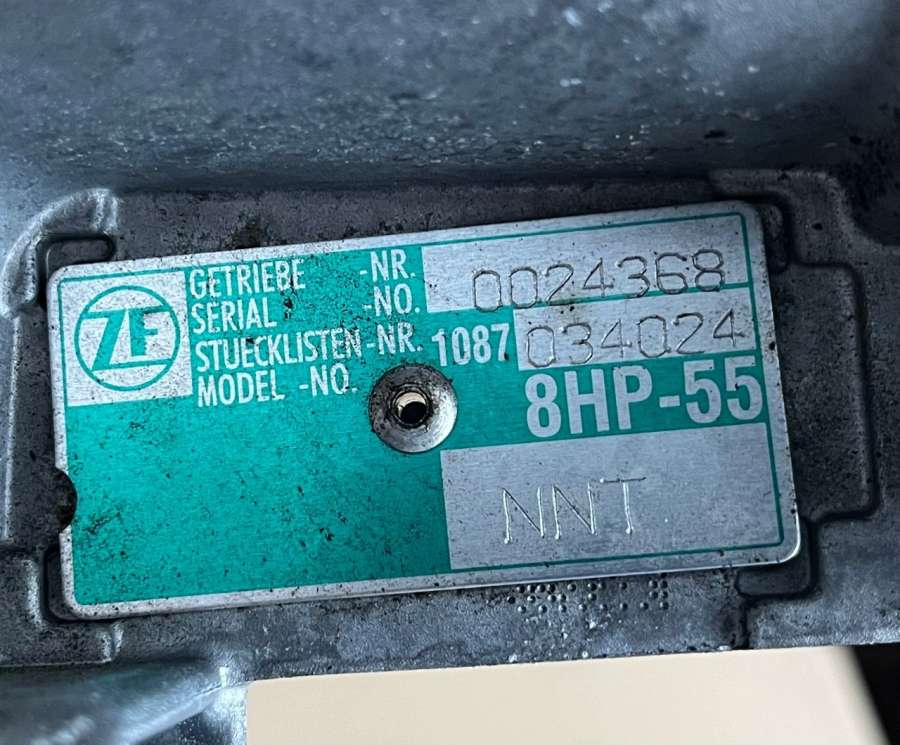 ZF
GETRIEBE -NR. 0024368
SERIAL -NO.
STUECKLISTEN-NR. 1087 034024
MODEL -NO. 8HP-55
NNT